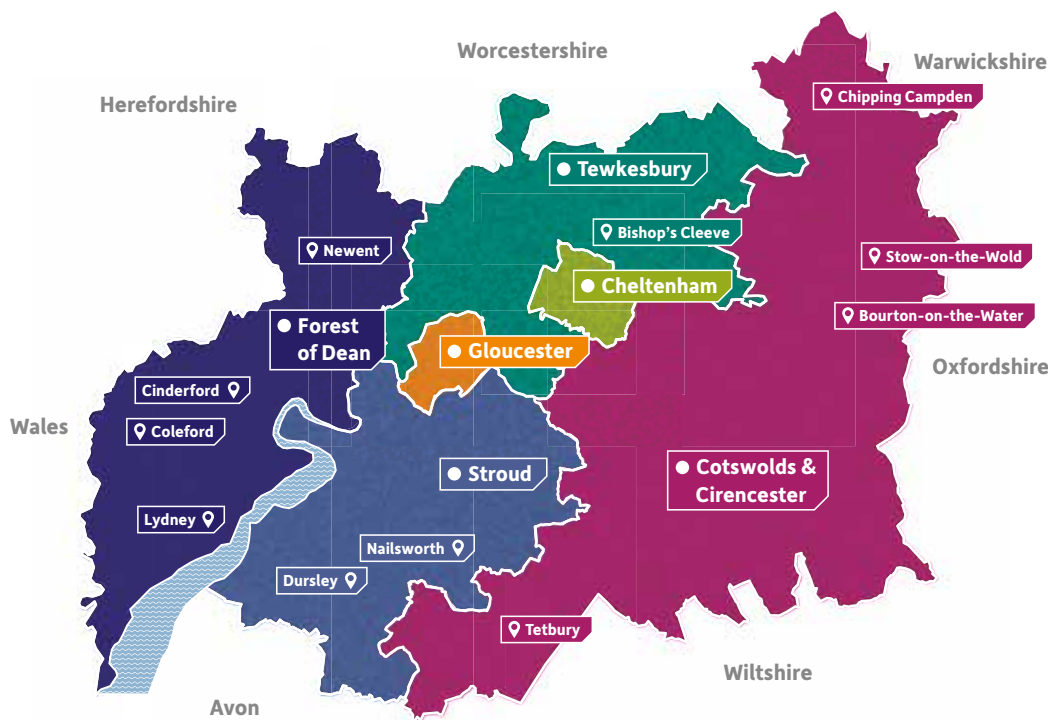 Worcestershire
Warwickshire
Herefordshire
Chipping Campden
Tewkesbury
Bishop's Cleeve
Newent
Stow-on-the-Wold
Cheltenham
Bourton-on-the-Water
Forest
of Dean
Gloucester
Oxfordshire
Cinderford
Wales
Coleford
Stroud
Cotswolds &
Cirencester
Lydney
Nailsworth
Dursley
Tetbury
Wiltshire
Avon